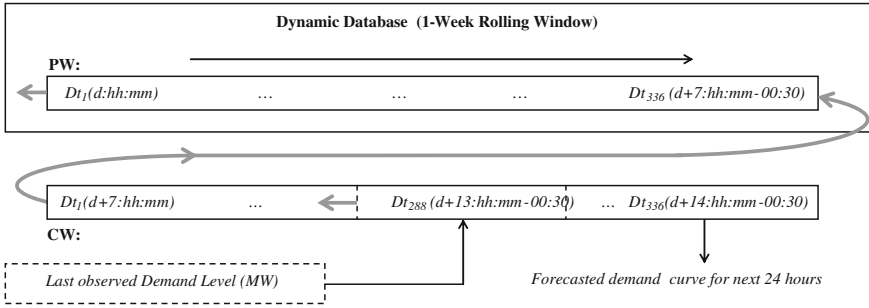 Dynamic Database (1-Week Rolling Window)
PW:
Dt1(d:hh:mm) … … … Dt336 (d+7:hh:mm-00:30)
Dt1(d+7:hh:mm) … Dt288 (d+13:hh:mm-00:30) … Dt336(d+14:hh:mm-00:30)
CW:
Last observed Demand Level (MW)
Forecasted demand curve for next 24 hours